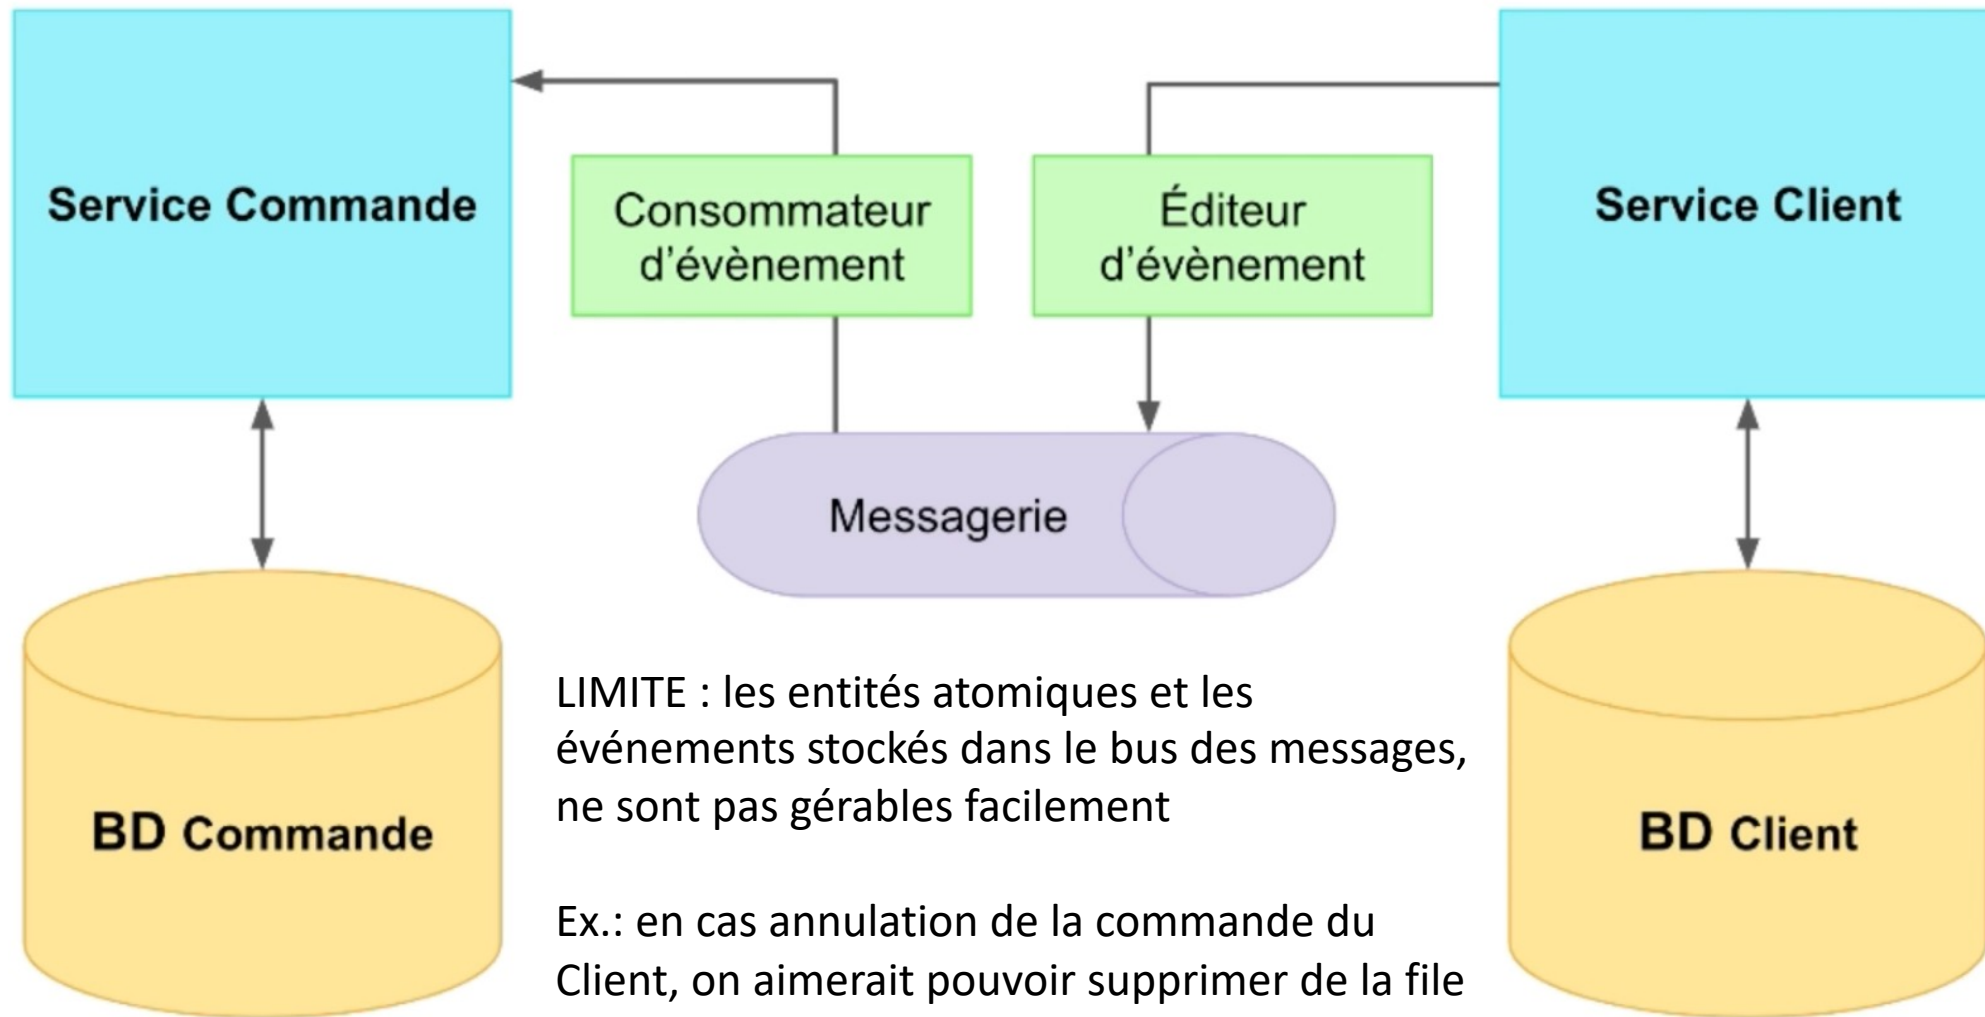 Service Commande
Consommateur
d'évènement
Éditeur
d'évènement
Service Client
Messagerie
BD Commande
LIMITE : les entités atomiques et les
événements stockés dans le bus des messages,
ne sont pas gérables facilement
Ex.: en cas annulation de la commande du
Client, on aimerait pouvoir supprimer de la file
BD Client